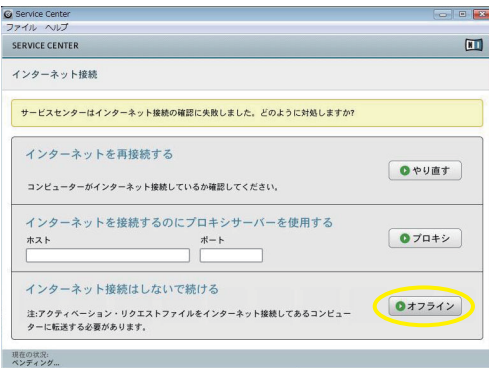 Service Center
ファイル ヘルプ
SERVICE CENTER
インターネット接続
サービスセンターはインターネット接続の確認に失敗しました。どのように対処しますか?
インターネットを再接続する
やり直す
コンピューターがインターネット接続しているか確認してください。
インターネットを接続するのにプロキシサーバーを使用する
ホスト ポート
プロキシ
インターネット接続はしないで続ける
オフライン
注:アクティベーション・リクエストファイルをインターネット接続してあるコンピュー
ターに転送する必要があります。
現在の状況:
ペンディング...